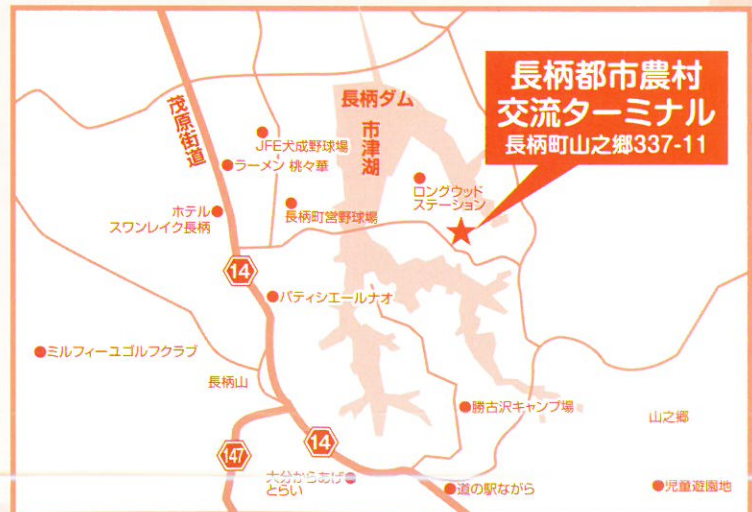 長柄都市農村
交流ターミナル
長柄町山之郷337-11
茂原街道
長柄ダム
市津湖
JFE犬成野球場
ラーメン 桃々華
ロングウッド
ステーション
長柄町営野球場
ホテル
スワンレイク長柄
14
パティシエールナオ
ミルフィーユゴルフクラブ
長柄山
勝古沢キャンプ場
山之郷
14
147
大分からあげ
とらい
道の駅ながら
児童遊園地